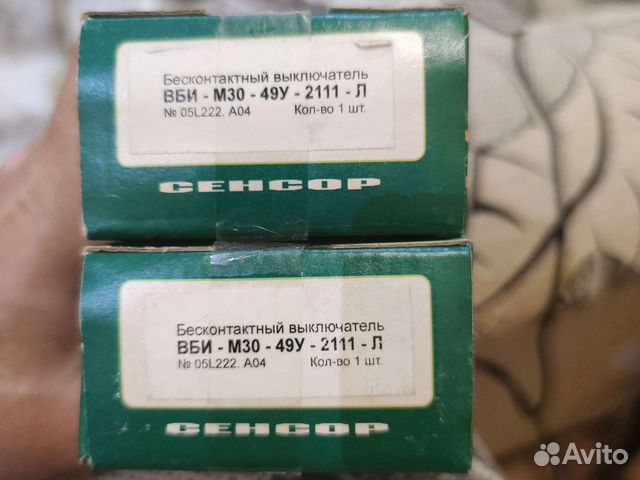 Бесконтактный выключатель
ВБИ - М30 - 49У - 2111 - Л
№ 05L222. A04 Кол-во 1 шт.
СЕНСОР
Бесконтактный выключатель
ВБИ - М30 - 49У - 2111 - Л
№ 05L222. A04 Кол-во 1 шт.
СЕНСОР
Avito